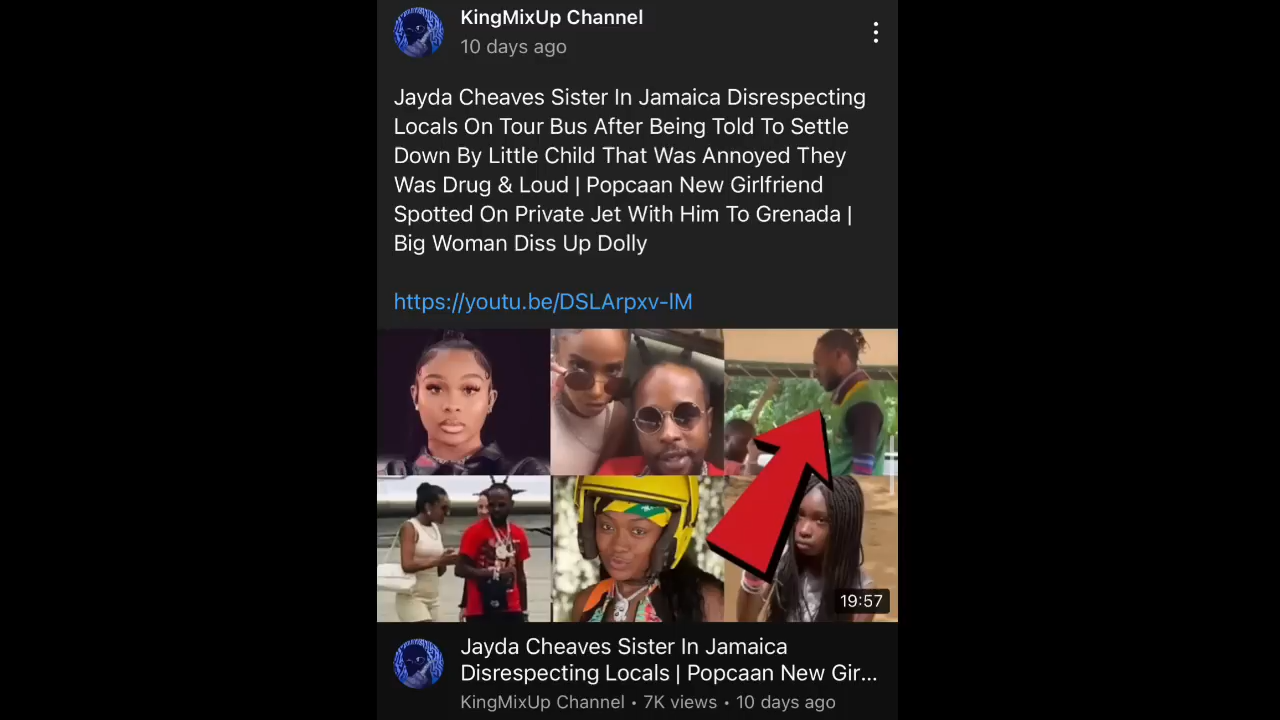 KingMixUp Channel
10 days ago
Jayda Cheaves Sister In Jamaica Disrespecting
Locals On Tour Bus After Being Told To Settle
Down By Little Child That Was Annoyed They
Was Drug & Loud | Popcaan New Girlfriend
Spotted On Private Jet With Him To Grenada |
Big Woman Diss Up Dolly
https://youtu.be/DSLArpxv-lM
19:57
Jayda Cheaves Sister In Jamaica
Disrespecting Locals | Popcaan New Gir...
KingMixUp Channel • 7K views • 10 days ago